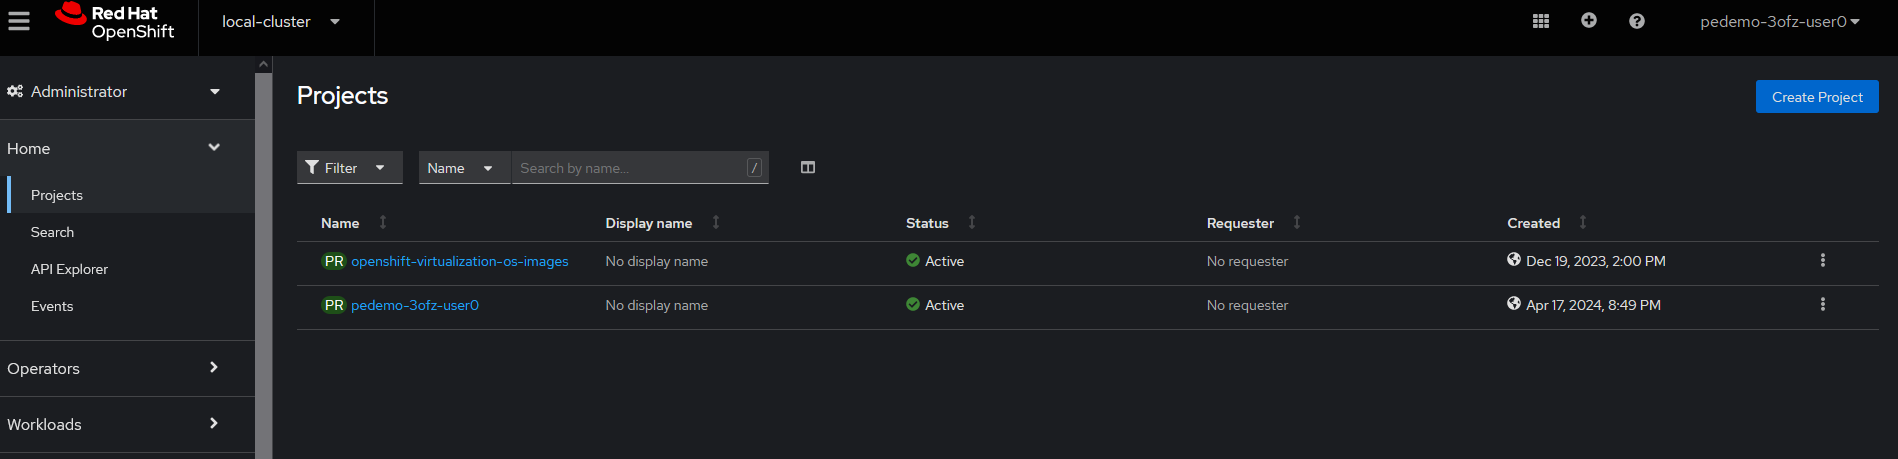 Red Hat
OpenShift
local-cluster
pedemo-3ofz-user0
Administrator
Home
Projects
Search
API Explorer
Events
Operators
Workloads
Projects
Create Project
Filter
Name
Search by name...
/
Name Display name Status Requester Created
PR openshift-virtualization-os-images No display name Active No requester Dec 19, 2023, 2:00 PM
PR pedemo-3ofz-user0 No display name Active No requester Apr 17, 2024, 8:49 PM